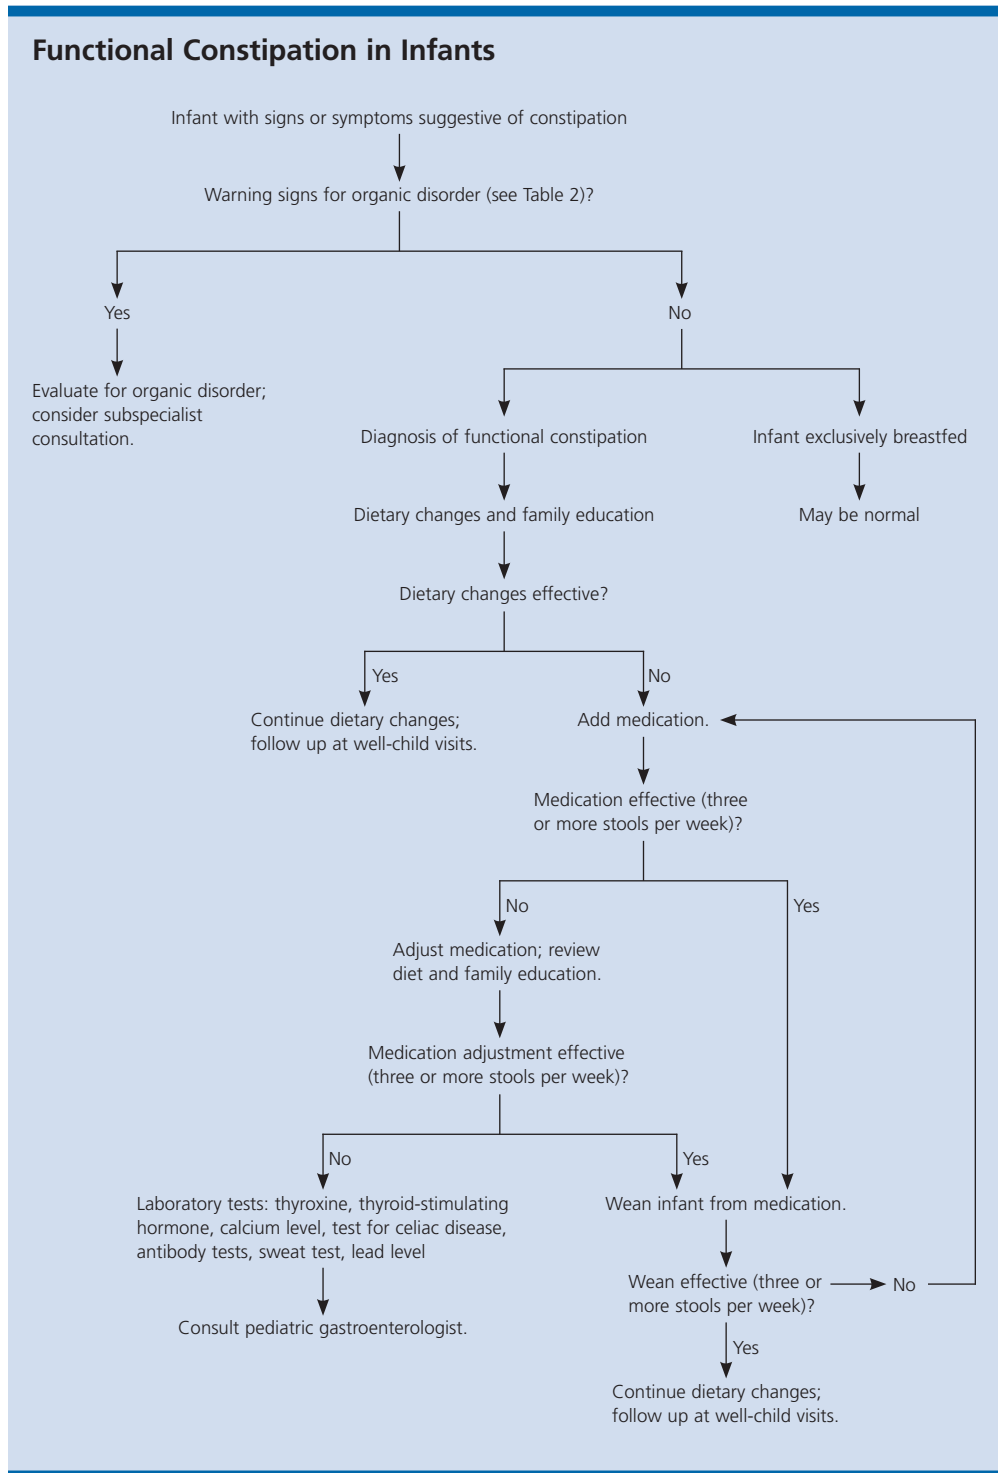 Functional Constipation in Infants
Infant with signs or symptoms suggestive of constipation
Warning signs for organic disorder (see Table 2)?
Yes
No
Evaluate for organic disorder;
consider subspecialist
consultation.
Diagnosis of functional constipation
Infant exclusively breastfed
Dietary changes and family education
May be normal
Dietary changes effective?
Yes
No
Continue dietary changes;
follow up at well-child visits.
Add medication.
Medication effective (three
or more stools per week)?
No
Yes
Adjust medication; review
diet and family education.
Medication adjustment effective
(three or more stools per week)?
No
Yes
Laboratory tests: thyroxine, thyroid-stimulating
hormone, calcium level, test for celiac disease,
antibody tests, sweat test, lead level
Wean infant from medication.
Wean effective (three or
more stools per week)?
No
Consult pediatric gastroenterologist.
Yes
Continue dietary changes;
follow up at well-child visits.